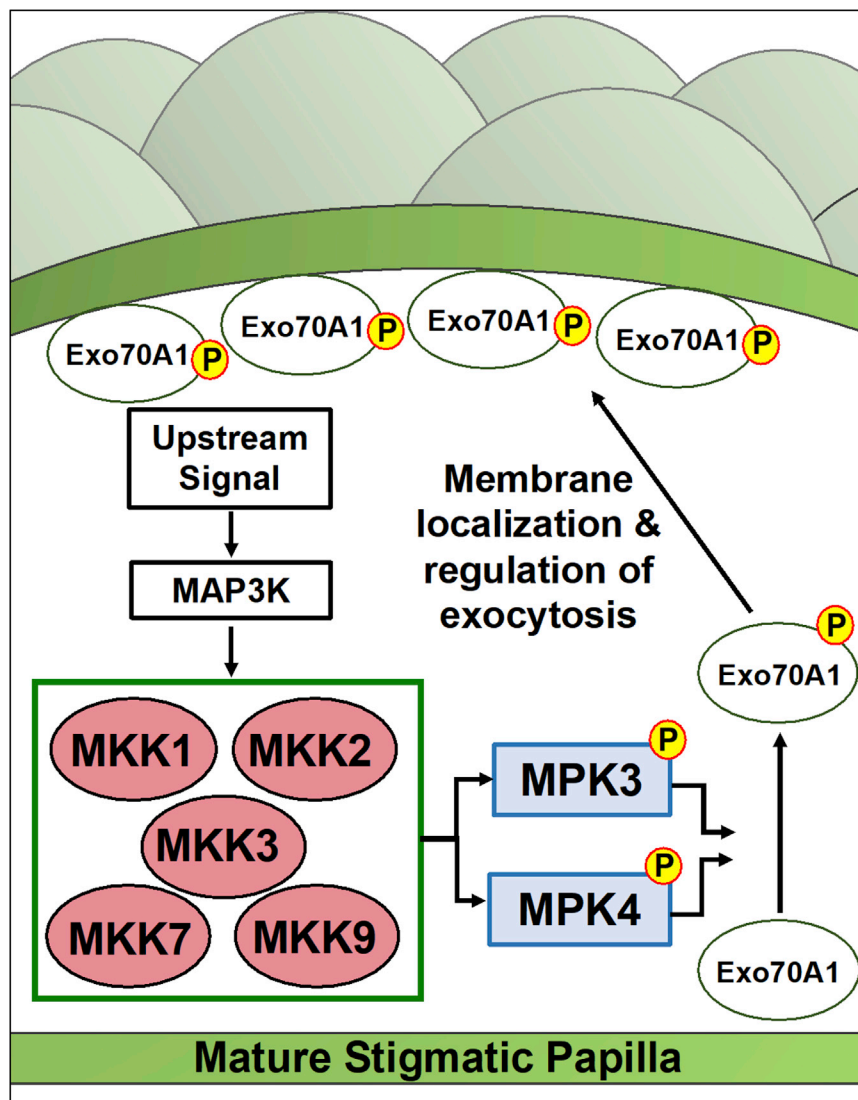 Exo70A1 P
Exo70A1 P
Exo70A1 P
Exo70A1 P
Upstream
Signal
MAP3K
Membrane
localization &
regulation of
exocytosis
P
Exo70A1
MKK1
MKK2
MKK3
MKK7
MKK9
P
MPK3
P
MPK4
Exo70A1
Mature Stigmatic Papilla